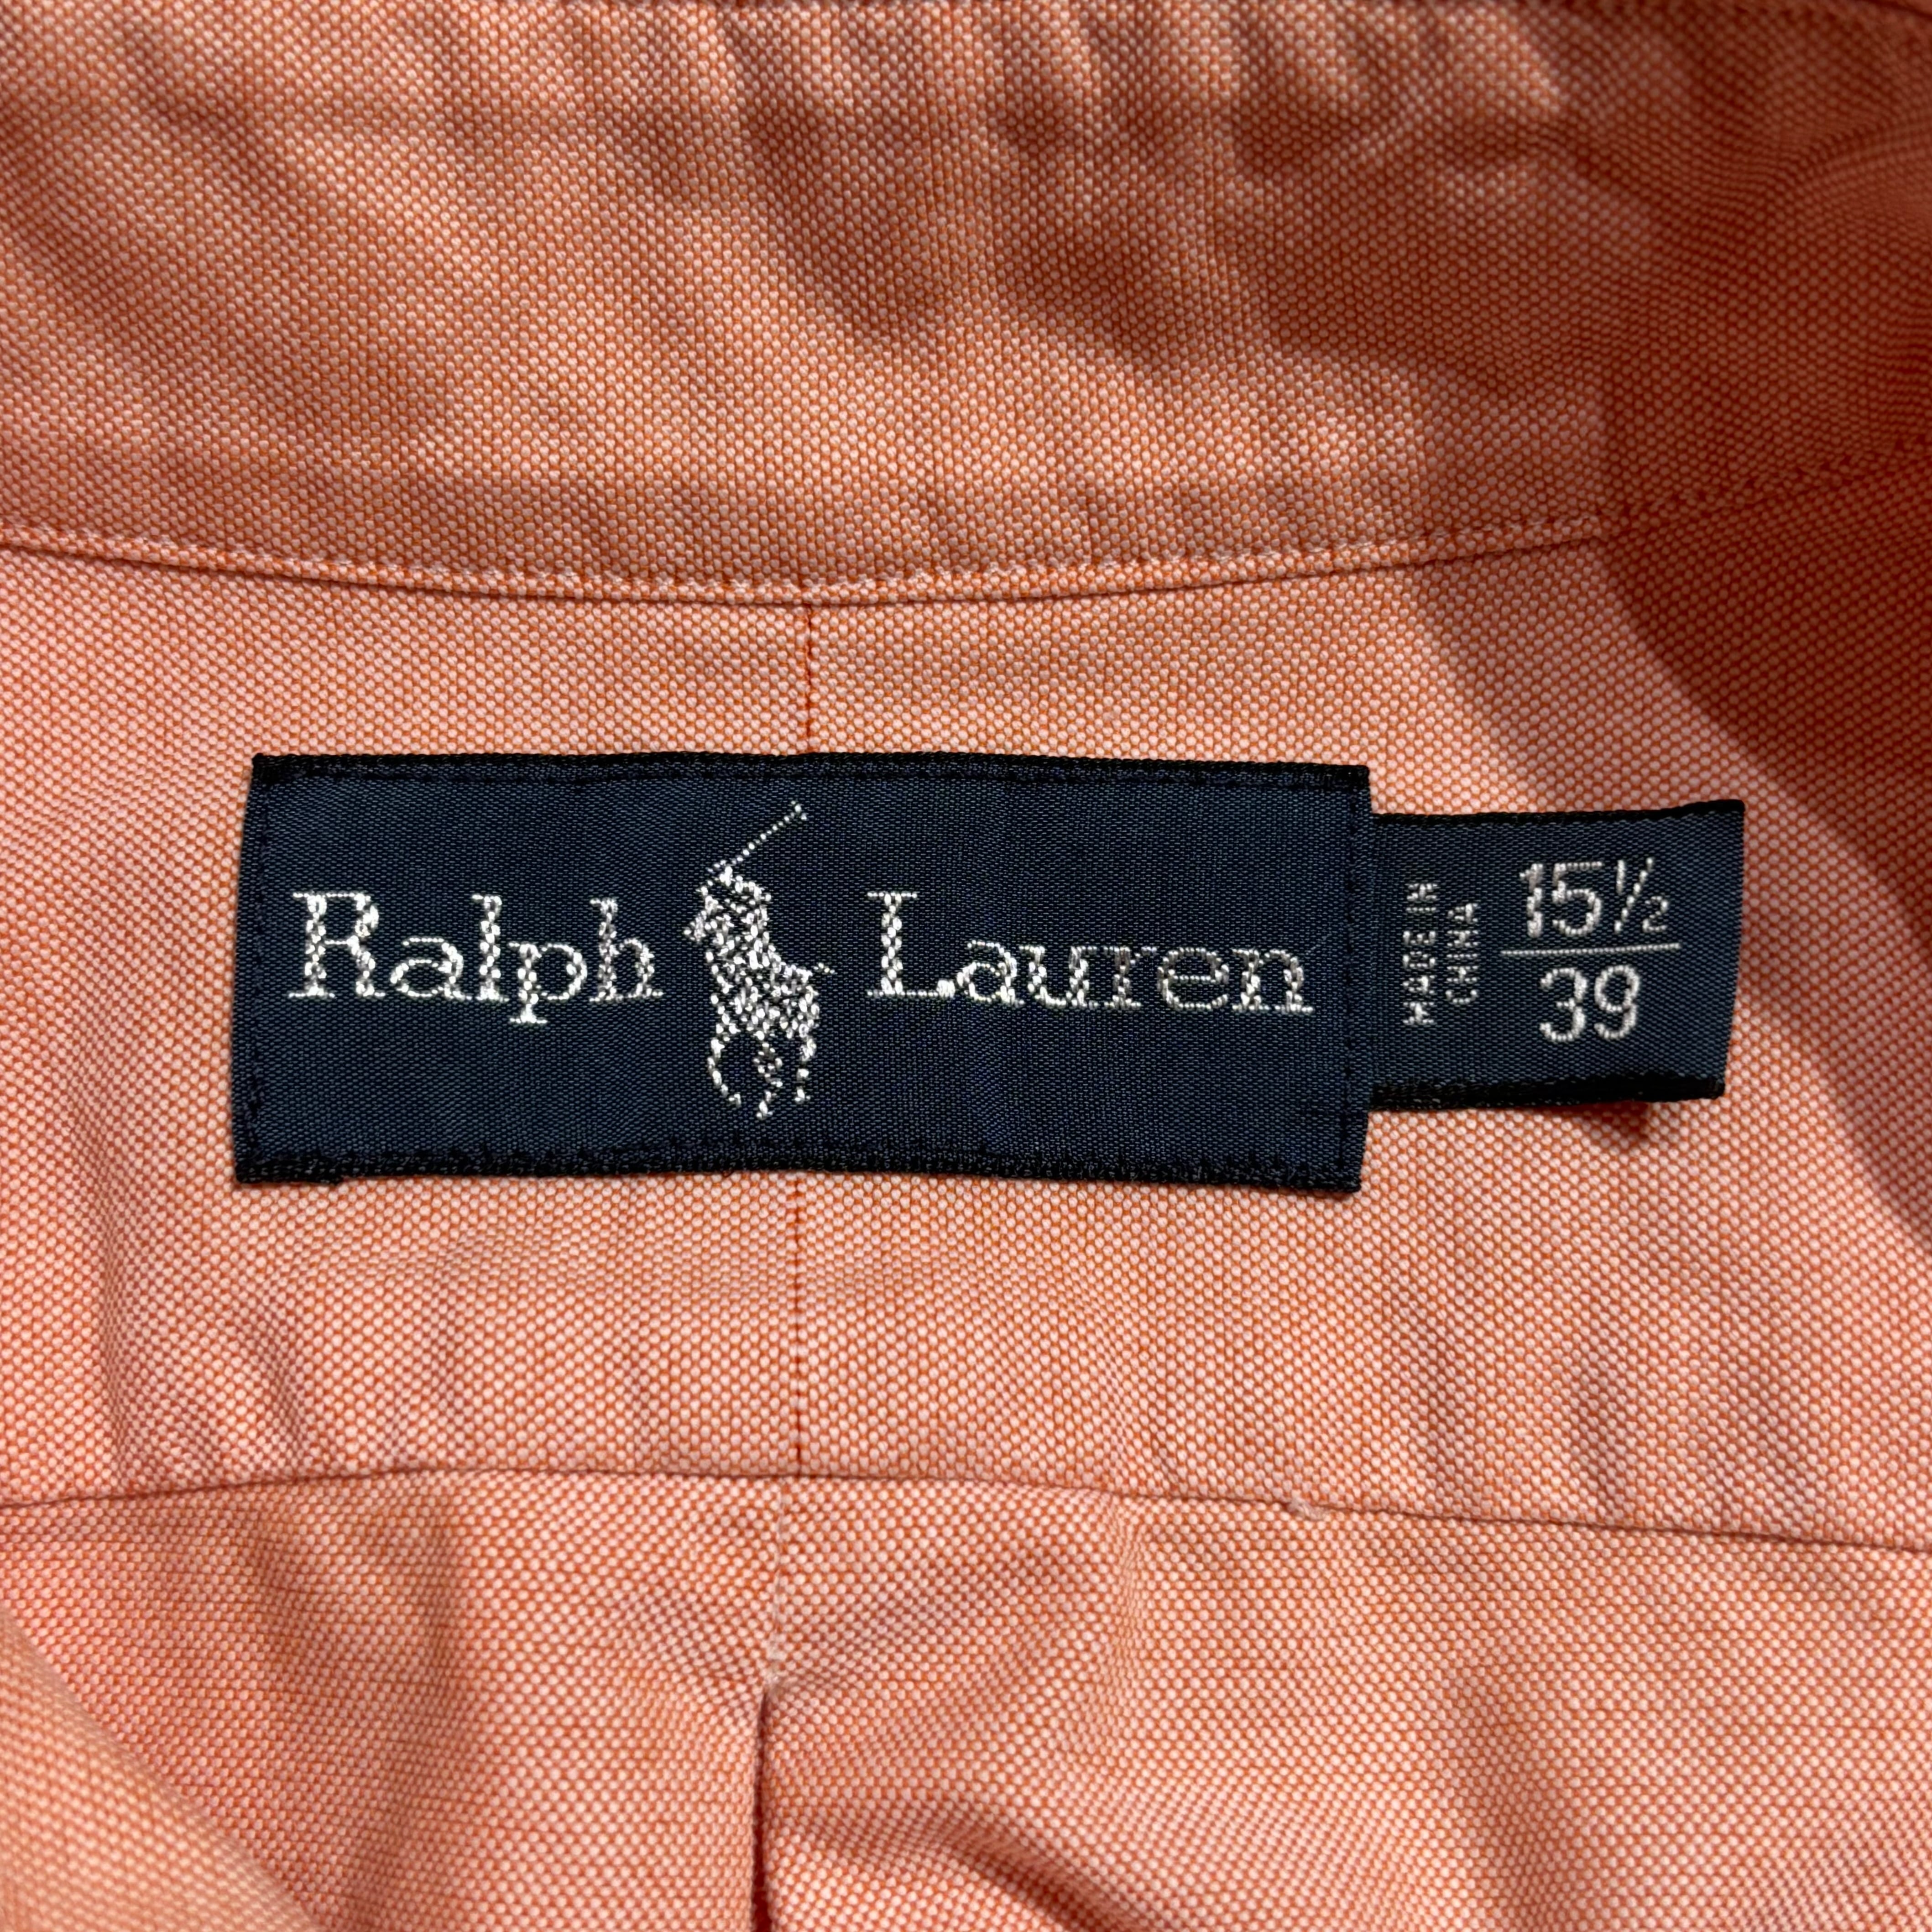 Ralph Lauren
MADE IN
CHINA
15½
39